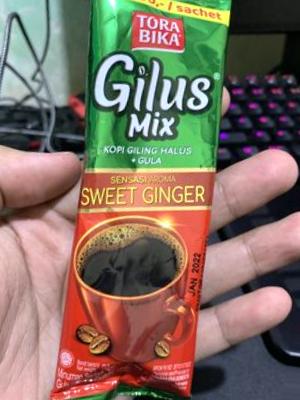 ,- / sachet
TORA
BIKA
Gilus
MIX
KOPI GILING HALUS
+ GULA
SENSASI AROMA
SWEET GINGER
JAN 2022